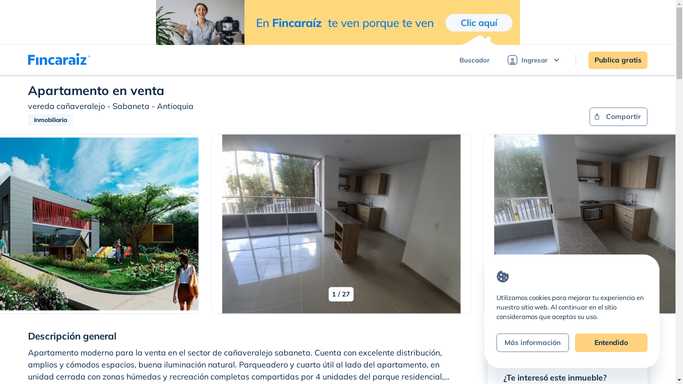 En Fincaraíz te ven porque te ven
Clic aquí
Fincaraiz
Buscador
Ingresar
Publica gratis
Apartamento en venta
vereda cañaveralejo - Sabaneta - Antioquia
Inmobiliaria
Compartir
1 / 27
Utilizamos cookies para mejorar tu experiencia en
nuestro sitio web. Al continuar en el sitio
consideramos que aceptas su uso.
Más información
Entendido
Descripción general
Apartamento moderno para la venta en el sector de cañaveralejo sabaneta. Cuenta con excelente distribución,
amplios y cómodos espacios, buena iluminación natural. Parqueadero y cuarto útil al lado del apartamento, en
unidad cerrada con zonas húmedas y recreación completas compartidas por 4 unidades del parque residencial,...
¿Te interesó este inmueble?